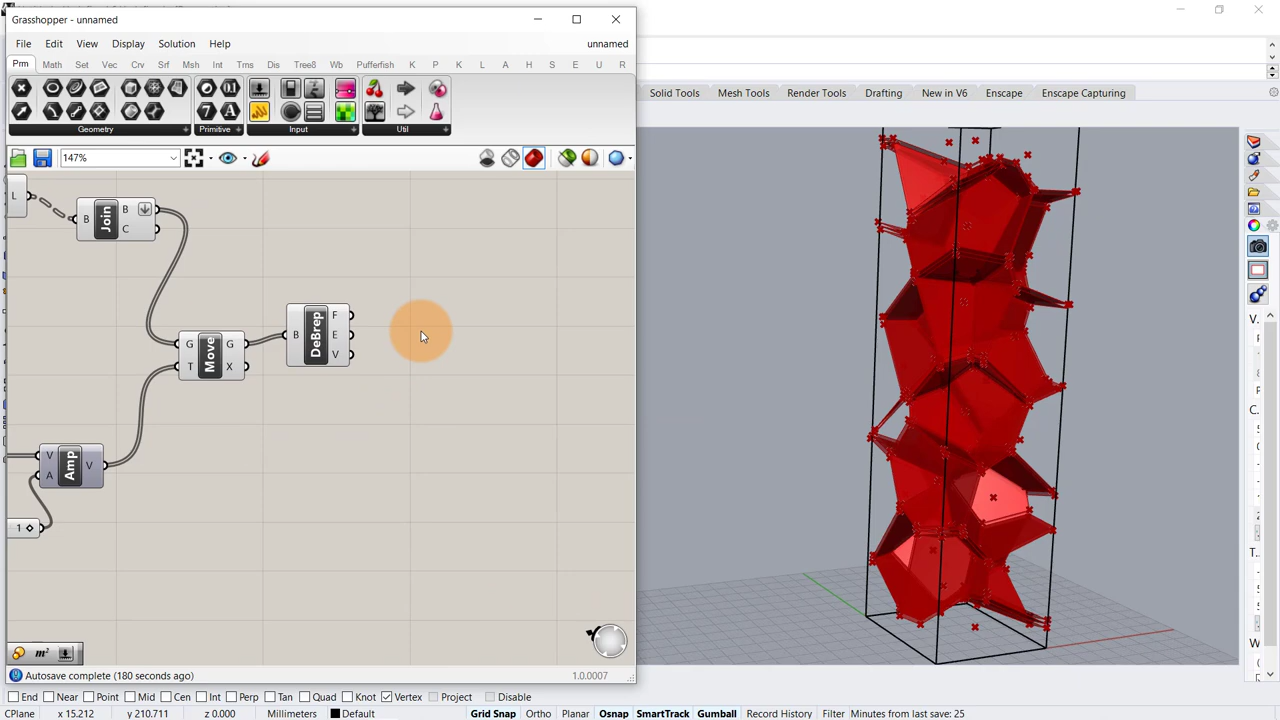 Grasshopper - unnamed
File Edit View Display Solution Help unnamed
Prm Math Set Vec Crv Srf Msh Int Trns Dis Tree8 Wb Pufferfish K P K L A H S E U R
Geometry Primitive Input Util
147%
L
B Join B C
G Move G
T X
B DeBrep F E V
V Amp V
A
1
Autosave complete (180 seconds ago) 1.0.0007
Solid Tools Mesh Tools Render Tools Drafting New in V6 Enscape Enscape Capturing
End Near Point Mid Cen Int Perp Tan Quad Knot Vertex Project Disable
CPlane x 15.212 y 210.711 z 0.000 Millimeters Default Grid Snap Ortho Planar Osnap SmartTrack Gumball Record History Filter Minutes from last save: 25